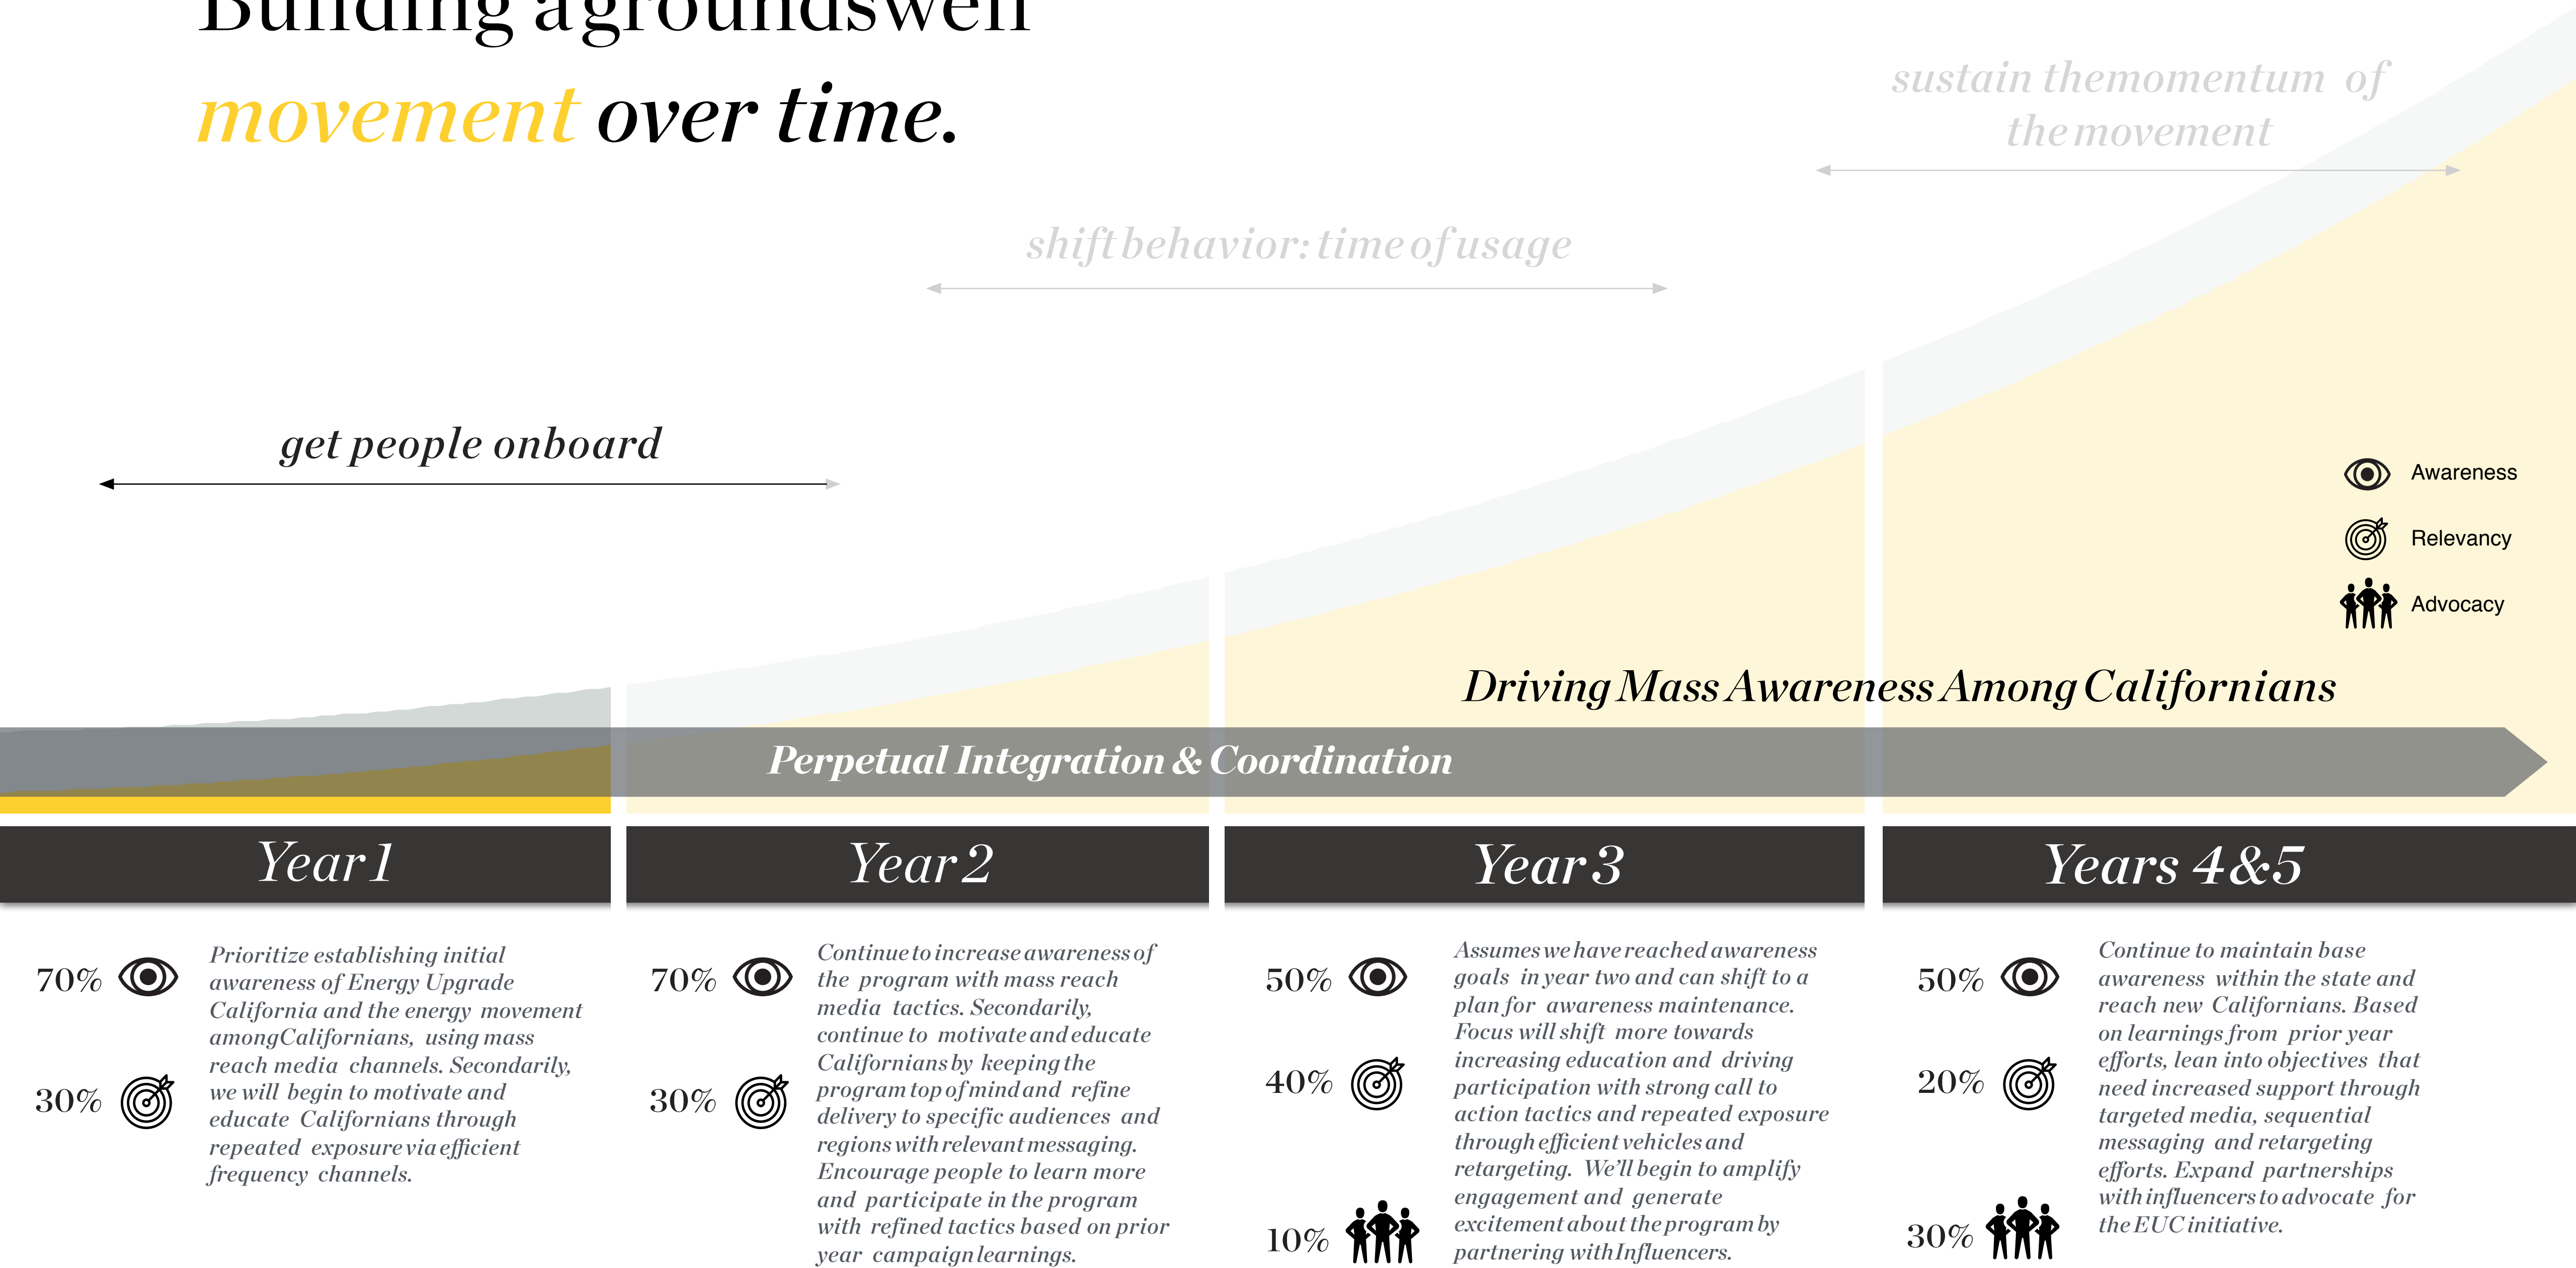 Building a groundswell
movement over time.
sustain themomentum of
the movement
shift behavior: time of usage
get people onboard
Awareness
Relevancy
Advocacy
Driving Mass Awareness Among Californians
Perpetual Integration & Coordination
Year 1
Year 2
Year 3
Years 4 & 5
70%
30%
Prioritize establishing initial
awareness of Energy Upgrade
California and the energy movement
among Californians, using mass
reach media channels. Secondarily,
we will begin to motivate and
educate Californians through
repeated exposure via efficient
frequency channels.
70%
30%
Continue to increase awareness of
the program with mass reach
media tactics. Secondarily,
continue to motivate and educate
Californians by keeping the
program top of mind and refine
delivery to specific audiences and
regions with relevant messaging.
Encourage people to learn more
and participate in the program
with refined tactics based on prior
year campaign learnings.
50%
40%
10%
Assumes we have reached awareness
goals in year two and can shift to a
plan for awareness maintenance.
Focus will shift more towards
increasing education and driving
participation with strong call to
action tactics and repeated exposure
through efficient vehicles and
retargeting. We'll begin to amplify
engagement and generate
excitement about the program by
partnering with Influencers.
50%
20%
30%
Continue to maintain base
awareness within the state and
reach new Californians. Based
on learnings from prior year
efforts, lean into objectives that
need increased support through
targeted media, sequential
messaging and retargeting
efforts. Expand partnerships
with influencers to advocate for
the EUC initiative.